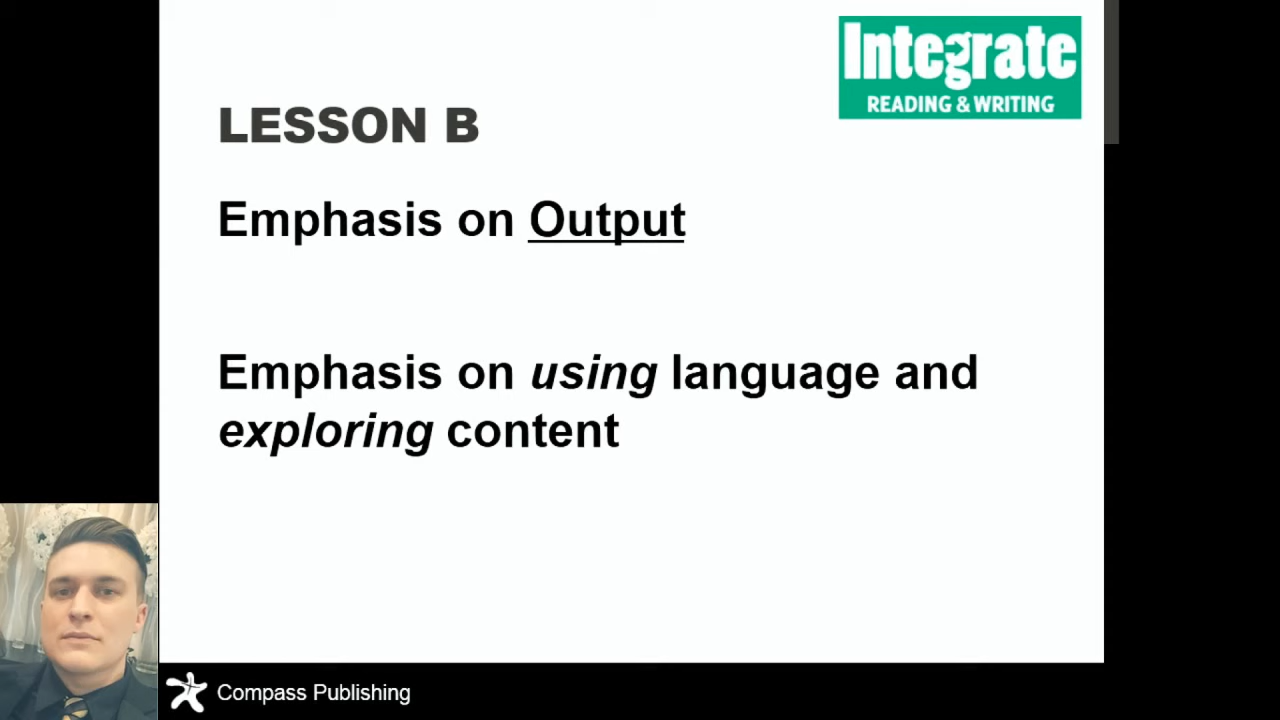 Integrate
READING & WRITING
LESSON B
Emphasis on Output
Emphasis on using language and
exploring content
Compass Publishing